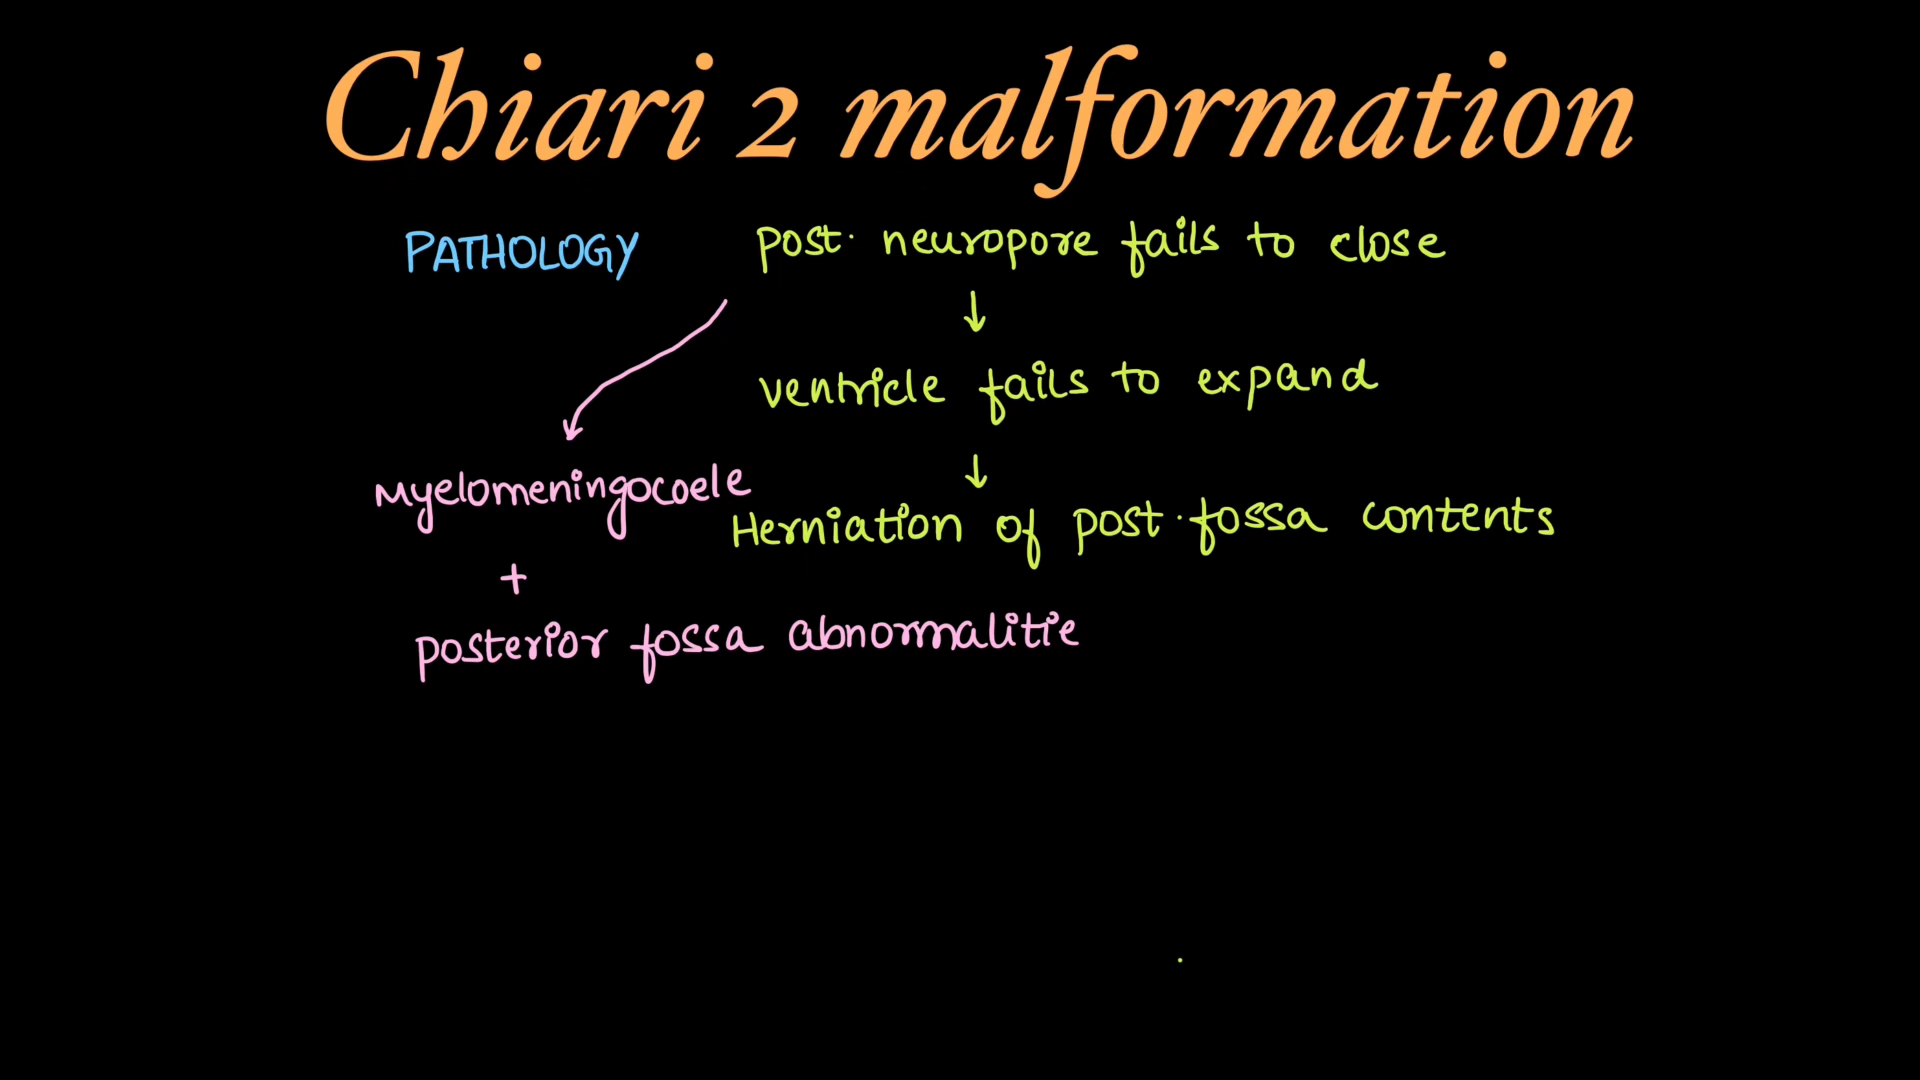 Chiari 2 malformation
PATHOLOGY post. neuropore fails to close
ventricle fails to expand
Myelomeningocoele
Herniation of post. fossa contents
+
posterior fossa abnormalitie